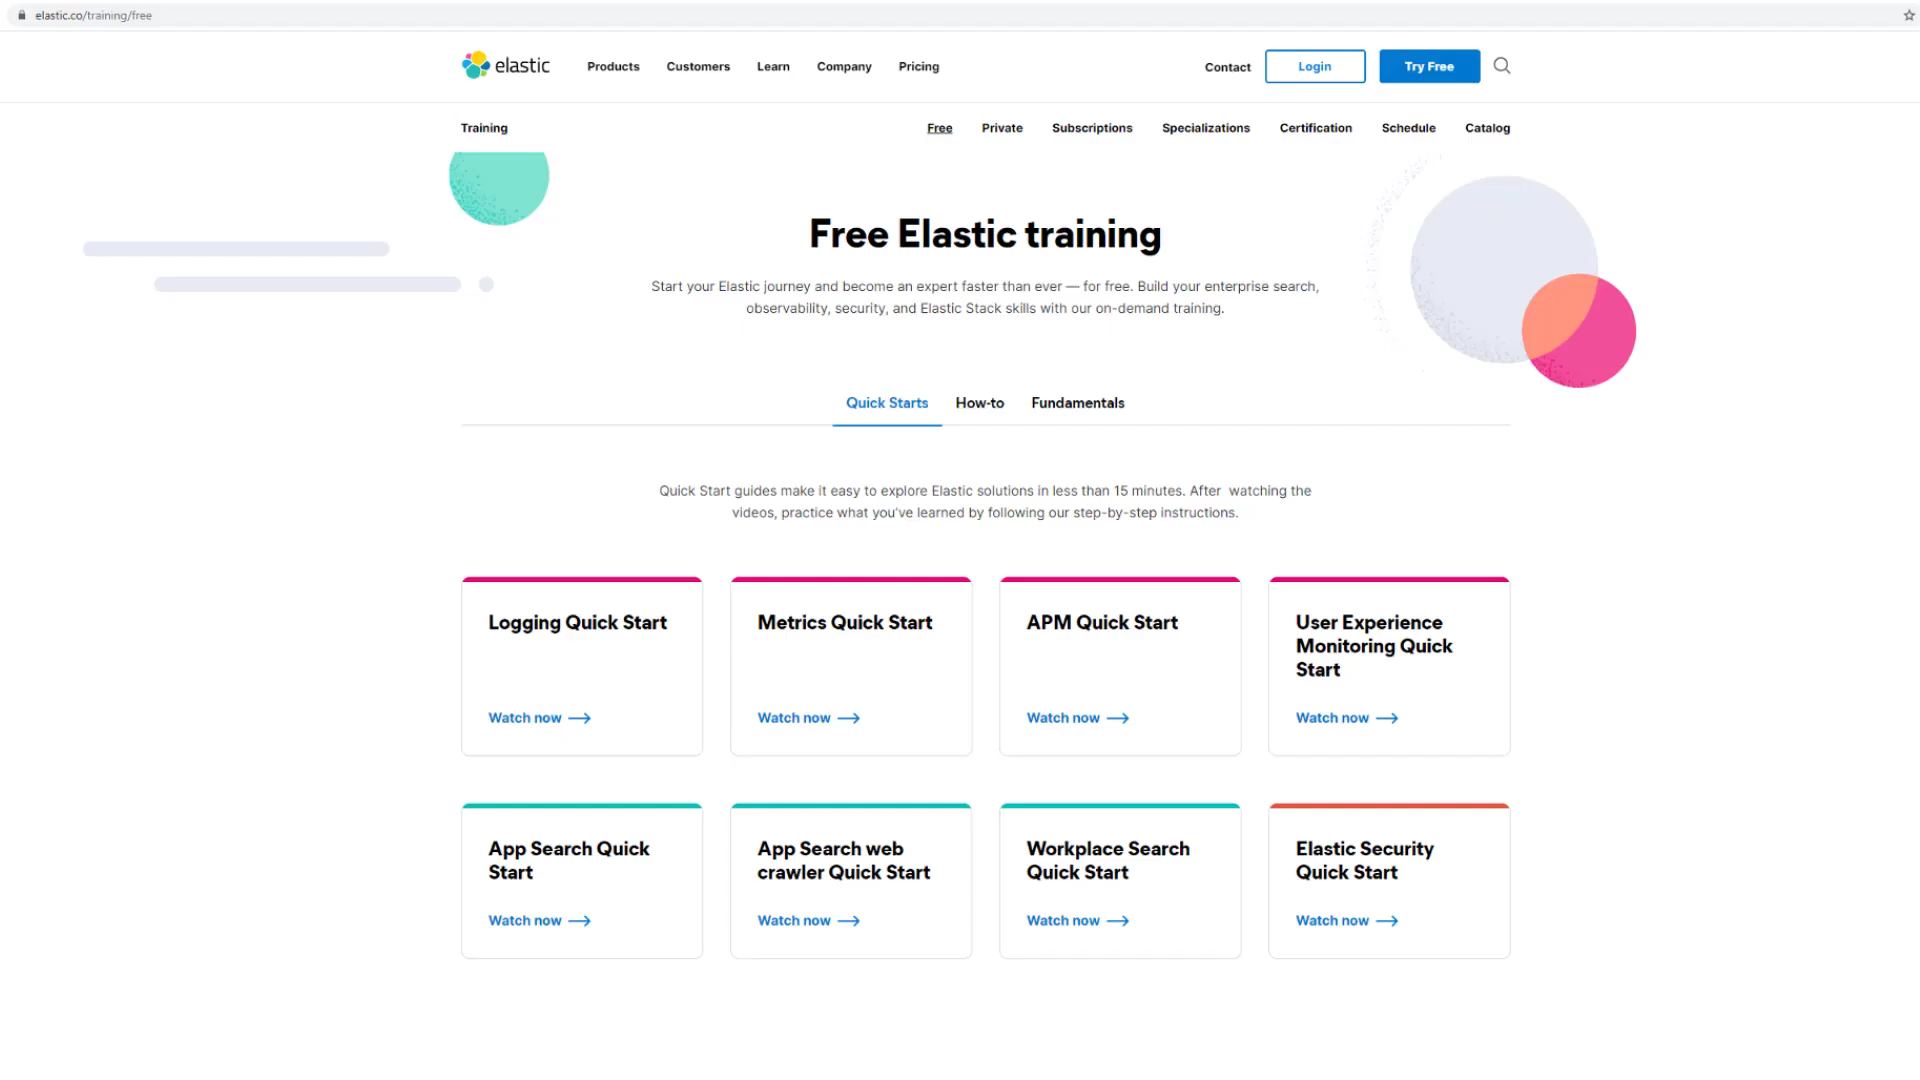 elastic.co/training/free
elastic
Products Customers Learn Company Pricing
Contact Login Try Free
Training
Free Private Subscriptions Specializations Certification Schedule Catalog
Free Elastic training
Start your Elastic journey and become an expert faster than ever — for free. Build your enterprise search,
observability, security, and Elastic Stack skills with our on-demand training.
Quick Starts How-to Fundamentals
Quick Start guides make it easy to explore Elastic solutions in less than 15 minutes. After watching the
videos, practice what you've learned by following our step-by-step instructions.
Logging Quick Start
Watch now
Metrics Quick Start
Watch now
APM Quick Start
Watch now
User Experience
Monitoring Quick
Start
Watch now
App Search Quick
Start
Watch now
App Search web
crawler Quick Start
Watch now
Workplace Search
Quick Start
Watch now
Elastic Security
Quick Start
Watch now